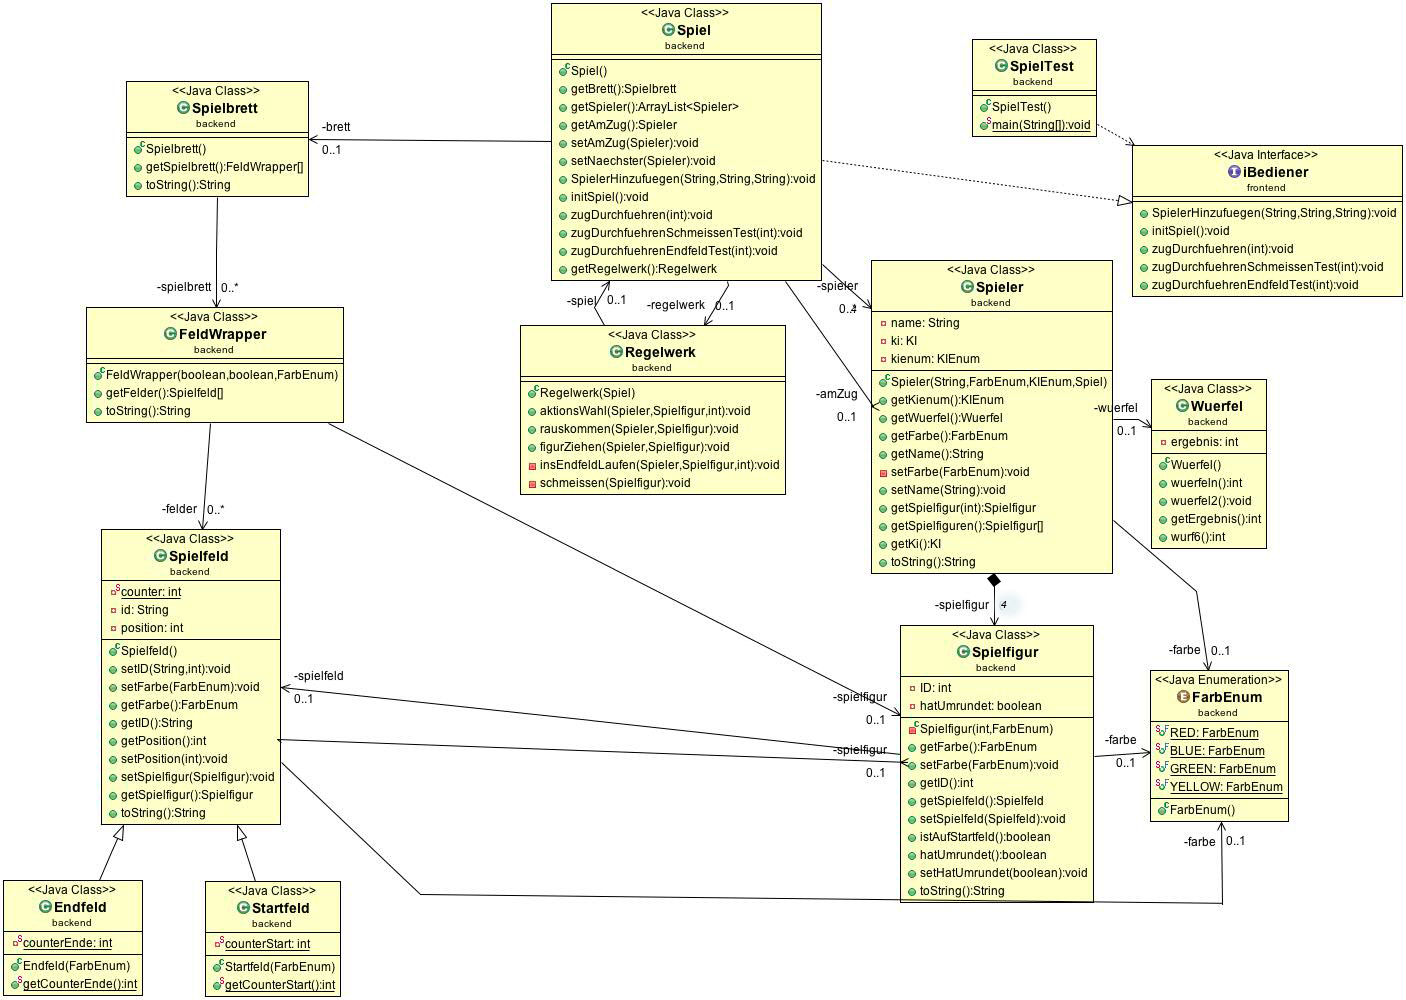 <<Java Class>>
Spiel
backend
Spiel()
getBrett():Spielbrett
getSpieler():ArrayList<Spieler>
getAmZug():Spieler
setAmZug(Spieler):void
setNaechster(Spieler):void
SpielerHinzufuegen(String,String,String):void
initSpiel():void
zugDurchfuehren(int):void
zugDurchfuehrenSchmeissenTest(int):void
zugDurchfuehrenEndfeldTest(int):void
getRegelwerk():Regelwerk
<<Java Class>>
SpielTest
backend
SpielTest()
main(String[]):void
<<Java Class>>
Spielbrett
backend
Spielbrett()
getSpielbrett():FeldWrapper[]
toString():String
-brett
0..1
<<Java Interface>>
iBediener
frontend
SpielerHinzufuegen(String,String,String):void
initSpiel():void
zugDurchfuehren(int):void
zugDurchfuehrenSchmeissenTest(int):void
zugDurchfuehrenEndfeldTest(int):void
-spielbrett
0..*
-spiel
0..1
-regelwerk
0..1
-spieler
-amZug
0..1
<<Java Class>>
Spieler
backend
name: String
ki: KI
kienum: KIEnum
Spieler(String,FarbEnum,KIEnum,Spiel)
getKienum():KIEnum
getWuerfel():Wuerfel
getFarbe():FarbEnum
getName():String
setFarbe(FarbEnum):void
setName(String):void
getSpielfigur(int):Spielfigur
getSpielfiguren():Spielfigur[]
getKi():KI
toString():String
<<Java Class>>
FeldWrapper
backend
FeldWrapper(boolean,boolean,FarbEnum)
getFelder():Spielfeld[]
toString():String
<<Java Class>>
Regelwerk
backend
Regelwerk(Spiel)
aktionsWahl(Spieler,Spielfigur,int):void
rauskommen(Spieler,Spielfigur):void
figurZiehen(Spieler,Spielfigur):void
insEndfeldLaufen(Spieler,Spielfigur,int):void
schmeissen(Spielfigur):void
-wuerfel
0..1
<<Java Class>>
Wuerfel
backend
ergebnis: int
Wuerfel()
wuerfeln():int
wuerfel2():void
getErgebnis():int
wurf6():int
-felder
0..*
<<Java Class>>
Spielfeld
backend
counter: int
id: String
position: int
Spielfeld()
setID(String,int):void
setFarbe(FarbEnum):void
getFarbe():FarbEnum
getID():String
getPosition():int
setPosition(int):void
setSpielfigur(Spielfigur):void
getSpielfigur():Spielfigur
toString():String
-spielfeld
0..1
-spielfigur
0..1
-spielfigur
0..1
-spielfigur
4
<<Java Class>>
Spielfigur
backend
ID: int
hatUmrundet: boolean
Spielfigur(int,FarbEnum)
getFarbe():FarbEnum
setFarbe(FarbEnum):void
getID():int
getSpielfeld():Spielfeld
setSpielfeld(Spielfeld):void
istAufStartfeld():boolean
hatUmrundet():boolean
setHatUmrundet(boolean):void
toString():String
-farbe
0..1
-farbe
0..1
<<Java Enumeration>>
FarbEnum
backend
RED: FarbEnum
BLUE: FarbEnum
GREEN: FarbEnum
YELLOW: FarbEnum
FarbEnum()
-farbe
0..1
<<Java Class>>
Endfeld
backend
counterEnde: int
Endfeld(FarbEnum)
getCounterEnde():int
<<Java Class>>
Startfeld
backend
counterStart: int
Startfeld(FarbEnum)
getCounterStart():int